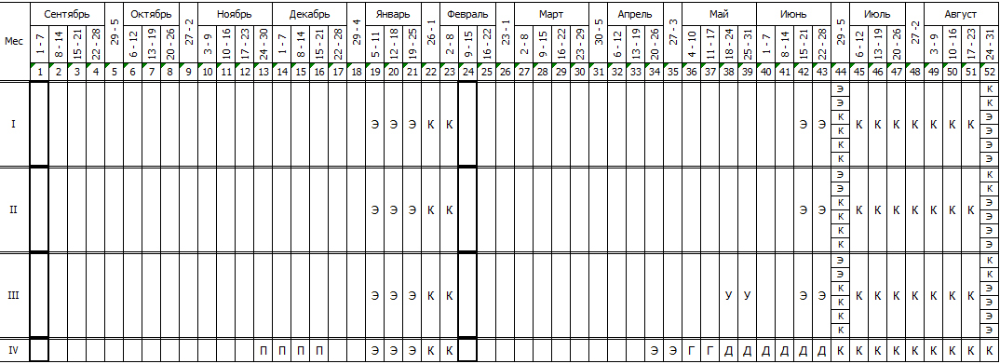 Мес Сентябрь 29 - 5 Октябрь 27 - 2 Ноябрь Декабрь 29 - 4 Январь 26 - 1 Февраль 23 - 1 Март 30 - 5 Апрель 27 - 3 Май Июнь 29 - 5 Июль 27 -2 Август
1 - 7 8 - 14 15 - 21 22 - 28 6 - 12 13 - 19 20 - 26 3 - 9 10 - 16 17 - 23 24 - 30 1 - 7 8 - 14 15 - 21 22 - 28 5 - 11 12 - 18 19 - 25 2 - 8 9 - 15 16 - 22 2 - 8 9 - 15 16 - 22 23 - 29 6 - 12 13 - 19 20 - 26 4 - 10 11 - 17 18 - 24 25 - 31 1 - 7 8 - 14 15 - 21 22 - 28 6 - 12 13 - 19 20 - 26 3 - 9 10 - 16 17 - 23 24 - 31
1 2 3 4 5 6 7 8 9 10 11 12 13 14 15 16 17 18 19 20 21 22 23 24 25 26 27 28 29 30 31 32 33 34 35 36 37 38 39 40 41 42 43 44 45 46 47 48 49 50 51 52
Э К
Э К
I Э Э Э К К Э Э К К К К К К К К Э
К Э
К Э
К Э
Э К
Э К
II Э Э Э К К Э Э К К К К К К К К Э
К Э
К Э
К Э
Э К
Э К
III Э Э Э К К У У Э Э К К К К К К К К Э
К Э
К Э
К Э
IV П П П П Э Э Э К К Э Э Г Г Д Д Д Д Д Д К К К К К К К К К